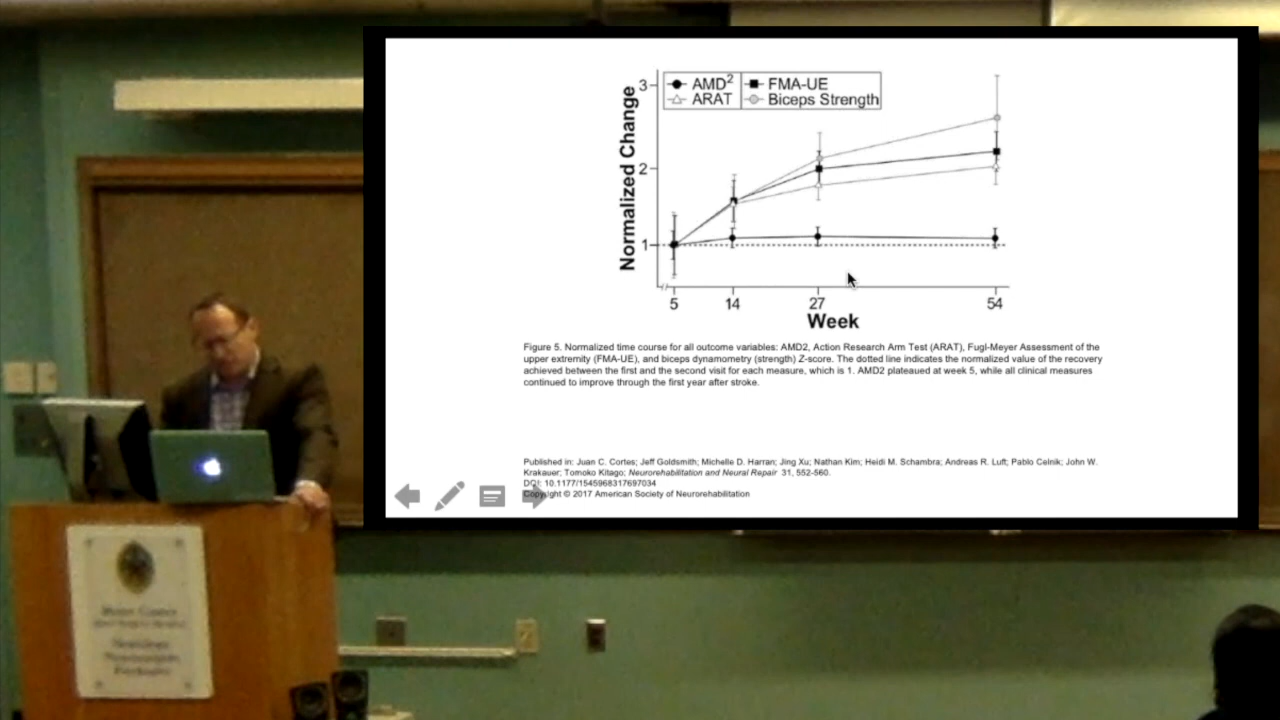 3
AMD2
FMA-UE
ARAT
Biceps Strength
2
1
Normalized Change
5 14 27 54
Week
Figure 5. Normalized time course for all outcome variables: AMD2, Action Research Arm Test (ARAT), Fugl-Meyer Assessment of the
upper extremity (FMA-UE), and biceps dynamometry (strength) Z-score. The dotted line indicates the normalized value of the recovery
achieved between the first and the second visit for each measure, which is 1. AMD2 plateaued at week 5, while all clinical measures
continued to improve through the first year after stroke.
Published in: Juan C. Cortes; Jeff Goldsmith; Michelle D. Harran; Jing Xu; Nathan Kim; Heidi M. Schambra; Andreas R. Luft; Pablo Celnik; John W.
Krakauer; Tomoko Kitago; Neurorehabilitation and Neural Repair 31, 552-560.
DOI: 10.1177/1545968317697034
Copyright © 2017 American Society of Neurorehabilitation